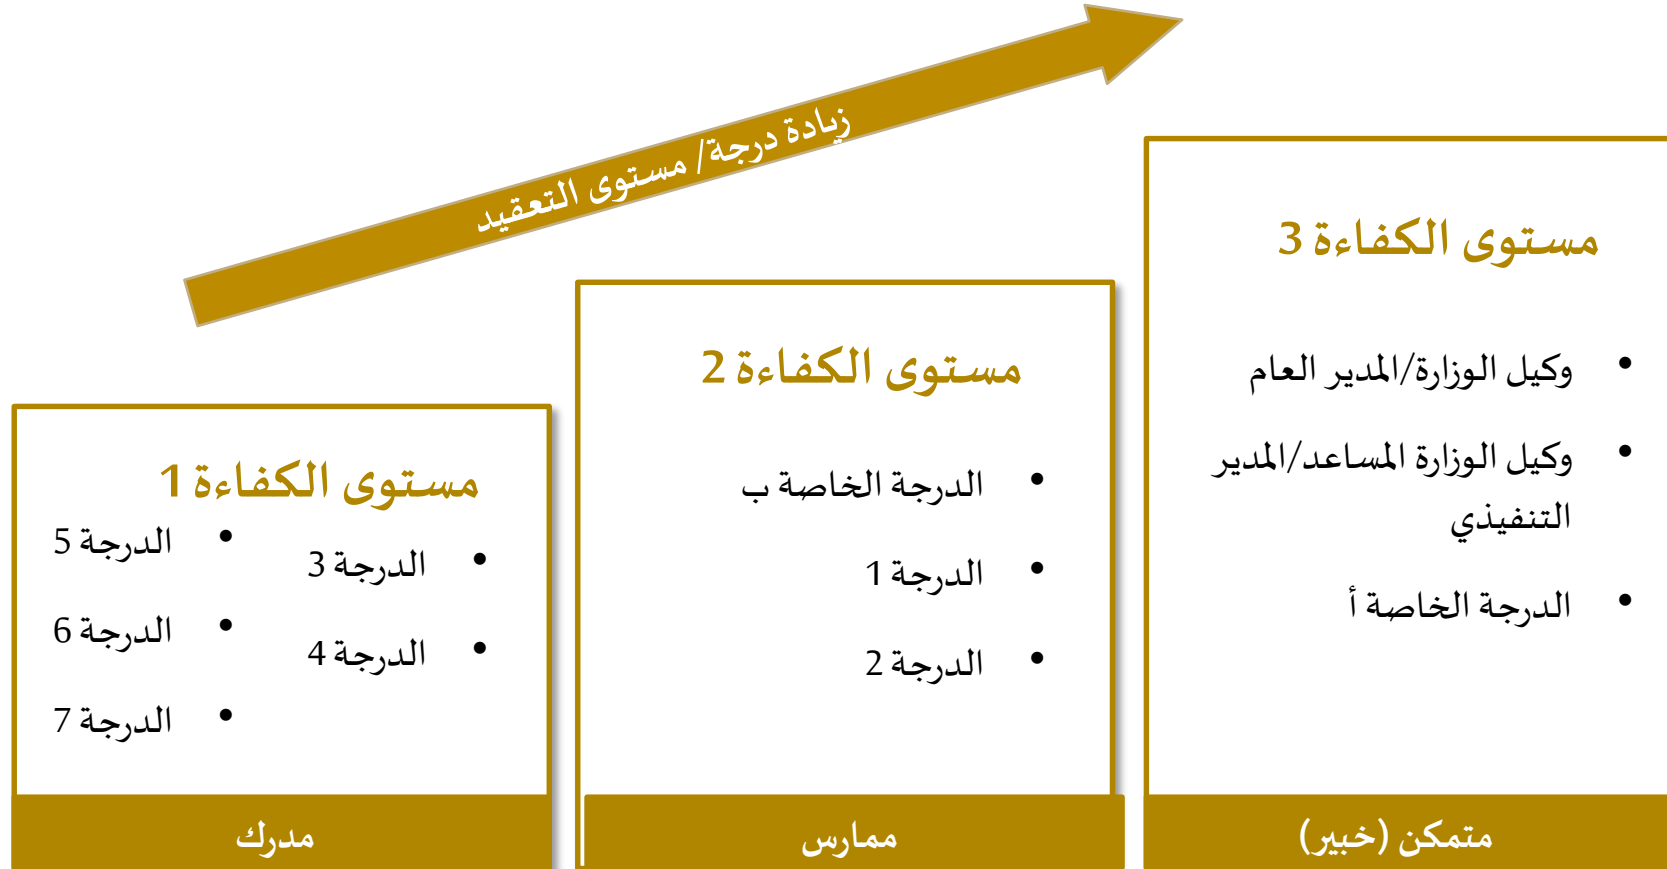 زيادة درجة/ مستوى التعقيد
مستوى الكفاءة 3
• وكيل الوزارة/المدير العام
• وكيل الوزارة المساعد/المدير
التنفيذي
• الدرجة الخاصة أ
متمكن (خبير)
مستوى الكفاءة 2
• الدرجة الخاصة ب
• الدرجة 1
• الدرجة 2
ممارس
مستوى الكفاءة 1
• الدرجة 3
• الدرجة 4
• الدرجة 5
• الدرجة 6
• الدرجة 7
مدرك